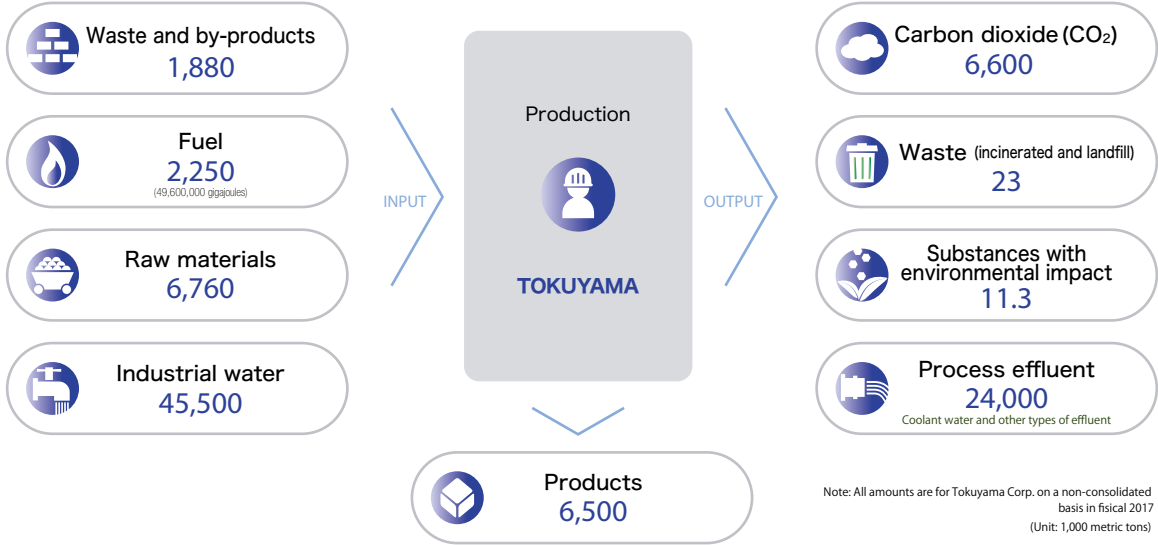 Waste and by-products
1,880
Fuel
2,250
(49,600,000 gigajoules)
Raw materials
6,760
Industrial water
45,500
INPUT
Production
TOKUYAMA
OUTPUT
Carbon dioxide (CO₂)
6,600
Waste (incinerated and landfill)
23
Substances with
environmental impact
11.3
Process effluent
24,000
Coolant water and other types of effluent
Products
6,500
Note: All amounts are for Tokuyama Corp. on a non-consolidated
basis in fisical 2017
(Unit: 1,000 metric tons)